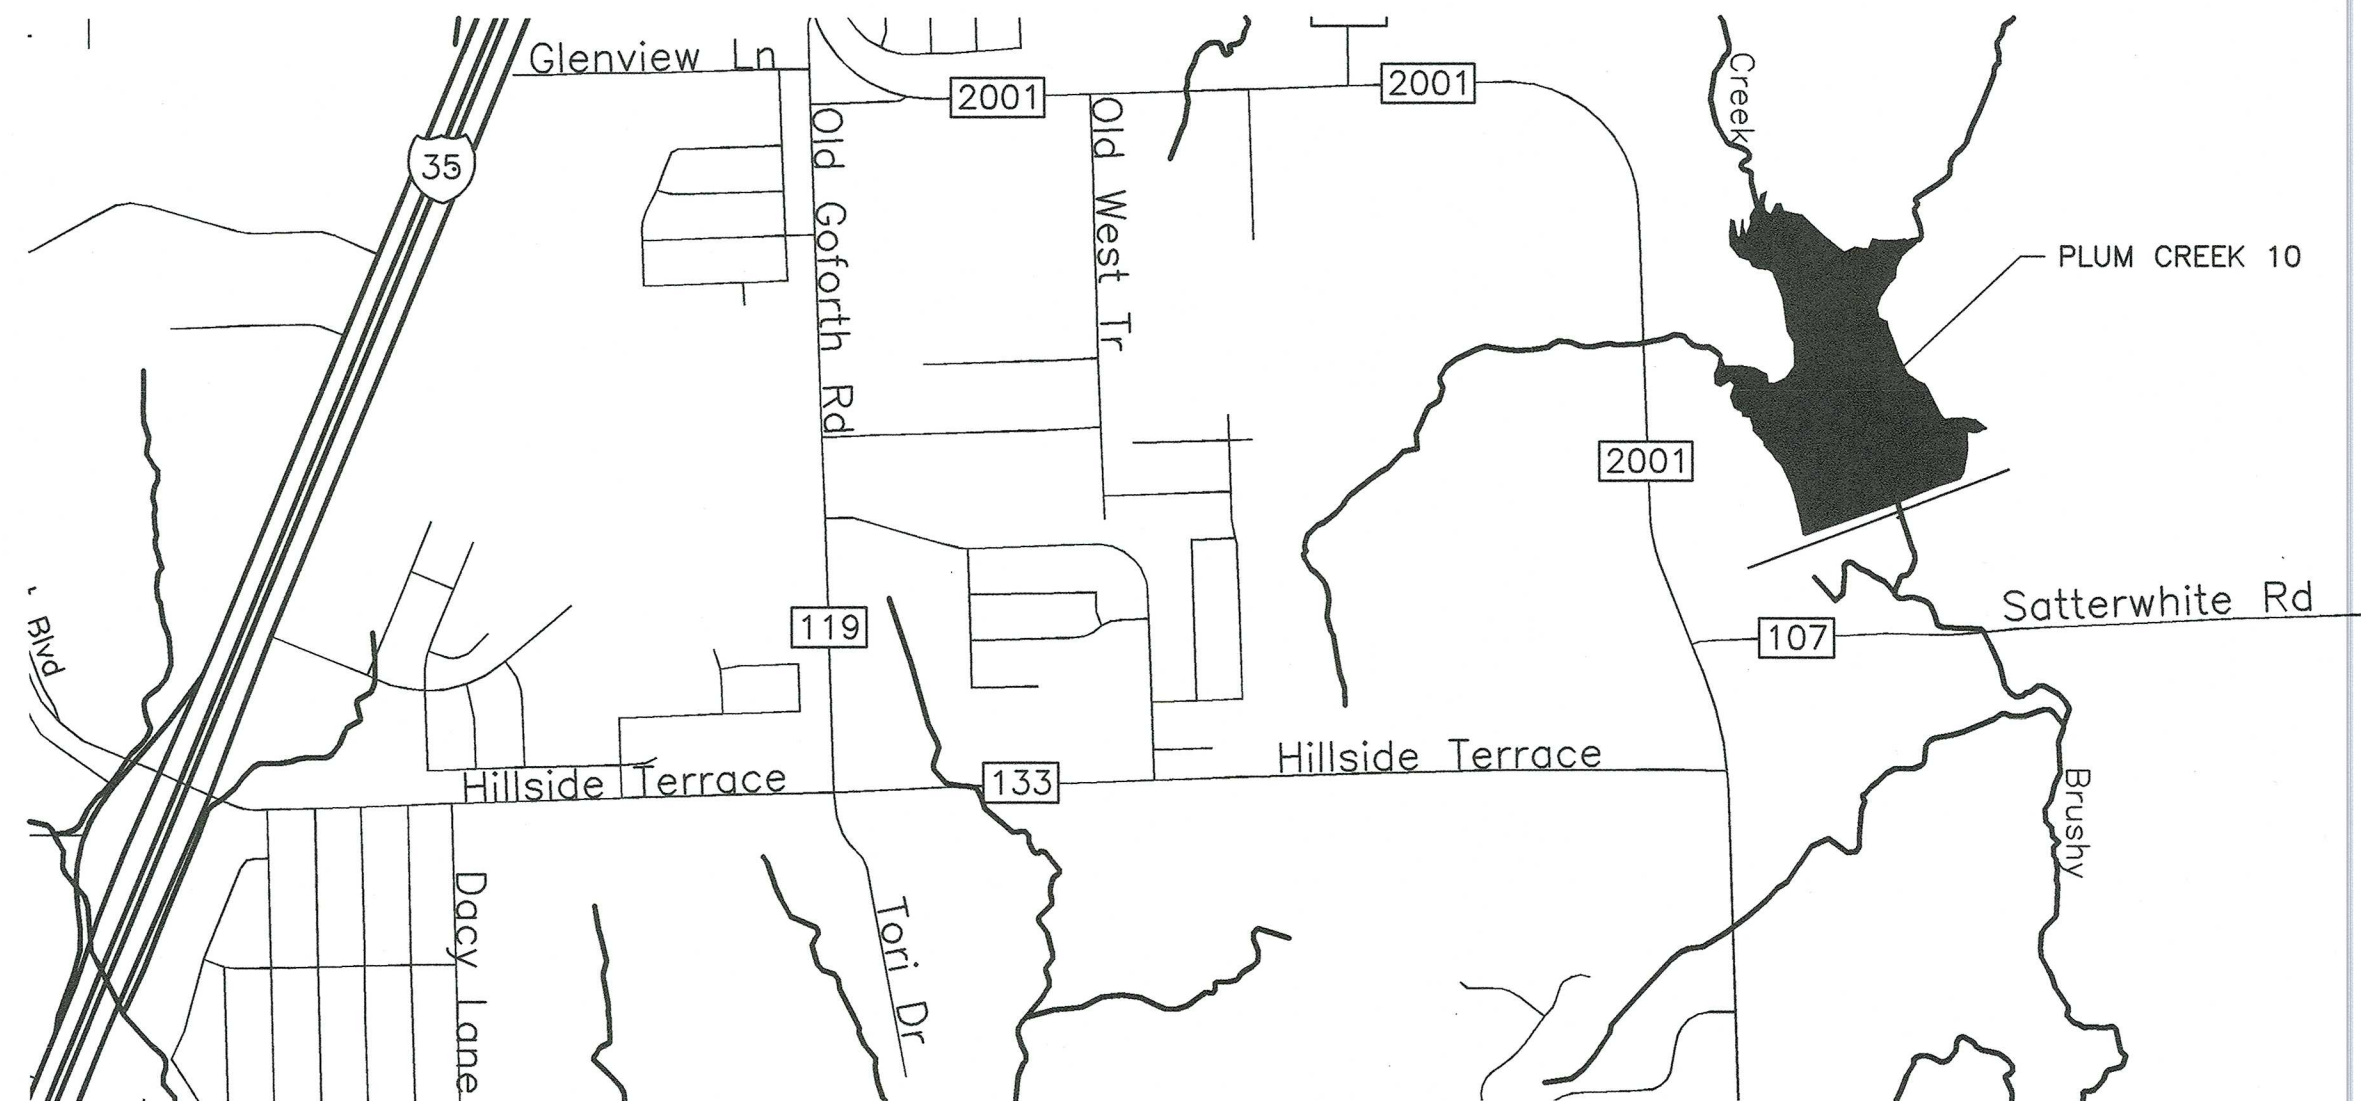 Glenview Ln
2001
2001
Creek
35
Old Goforth Rd
Old West Tr
PLUM CREEK 10
2001
Blvd
119
Satterwhite Rd
107
Hillside Terrace
133
Hillside Terrace
Brushy
Dacy Lane
Tori Dr